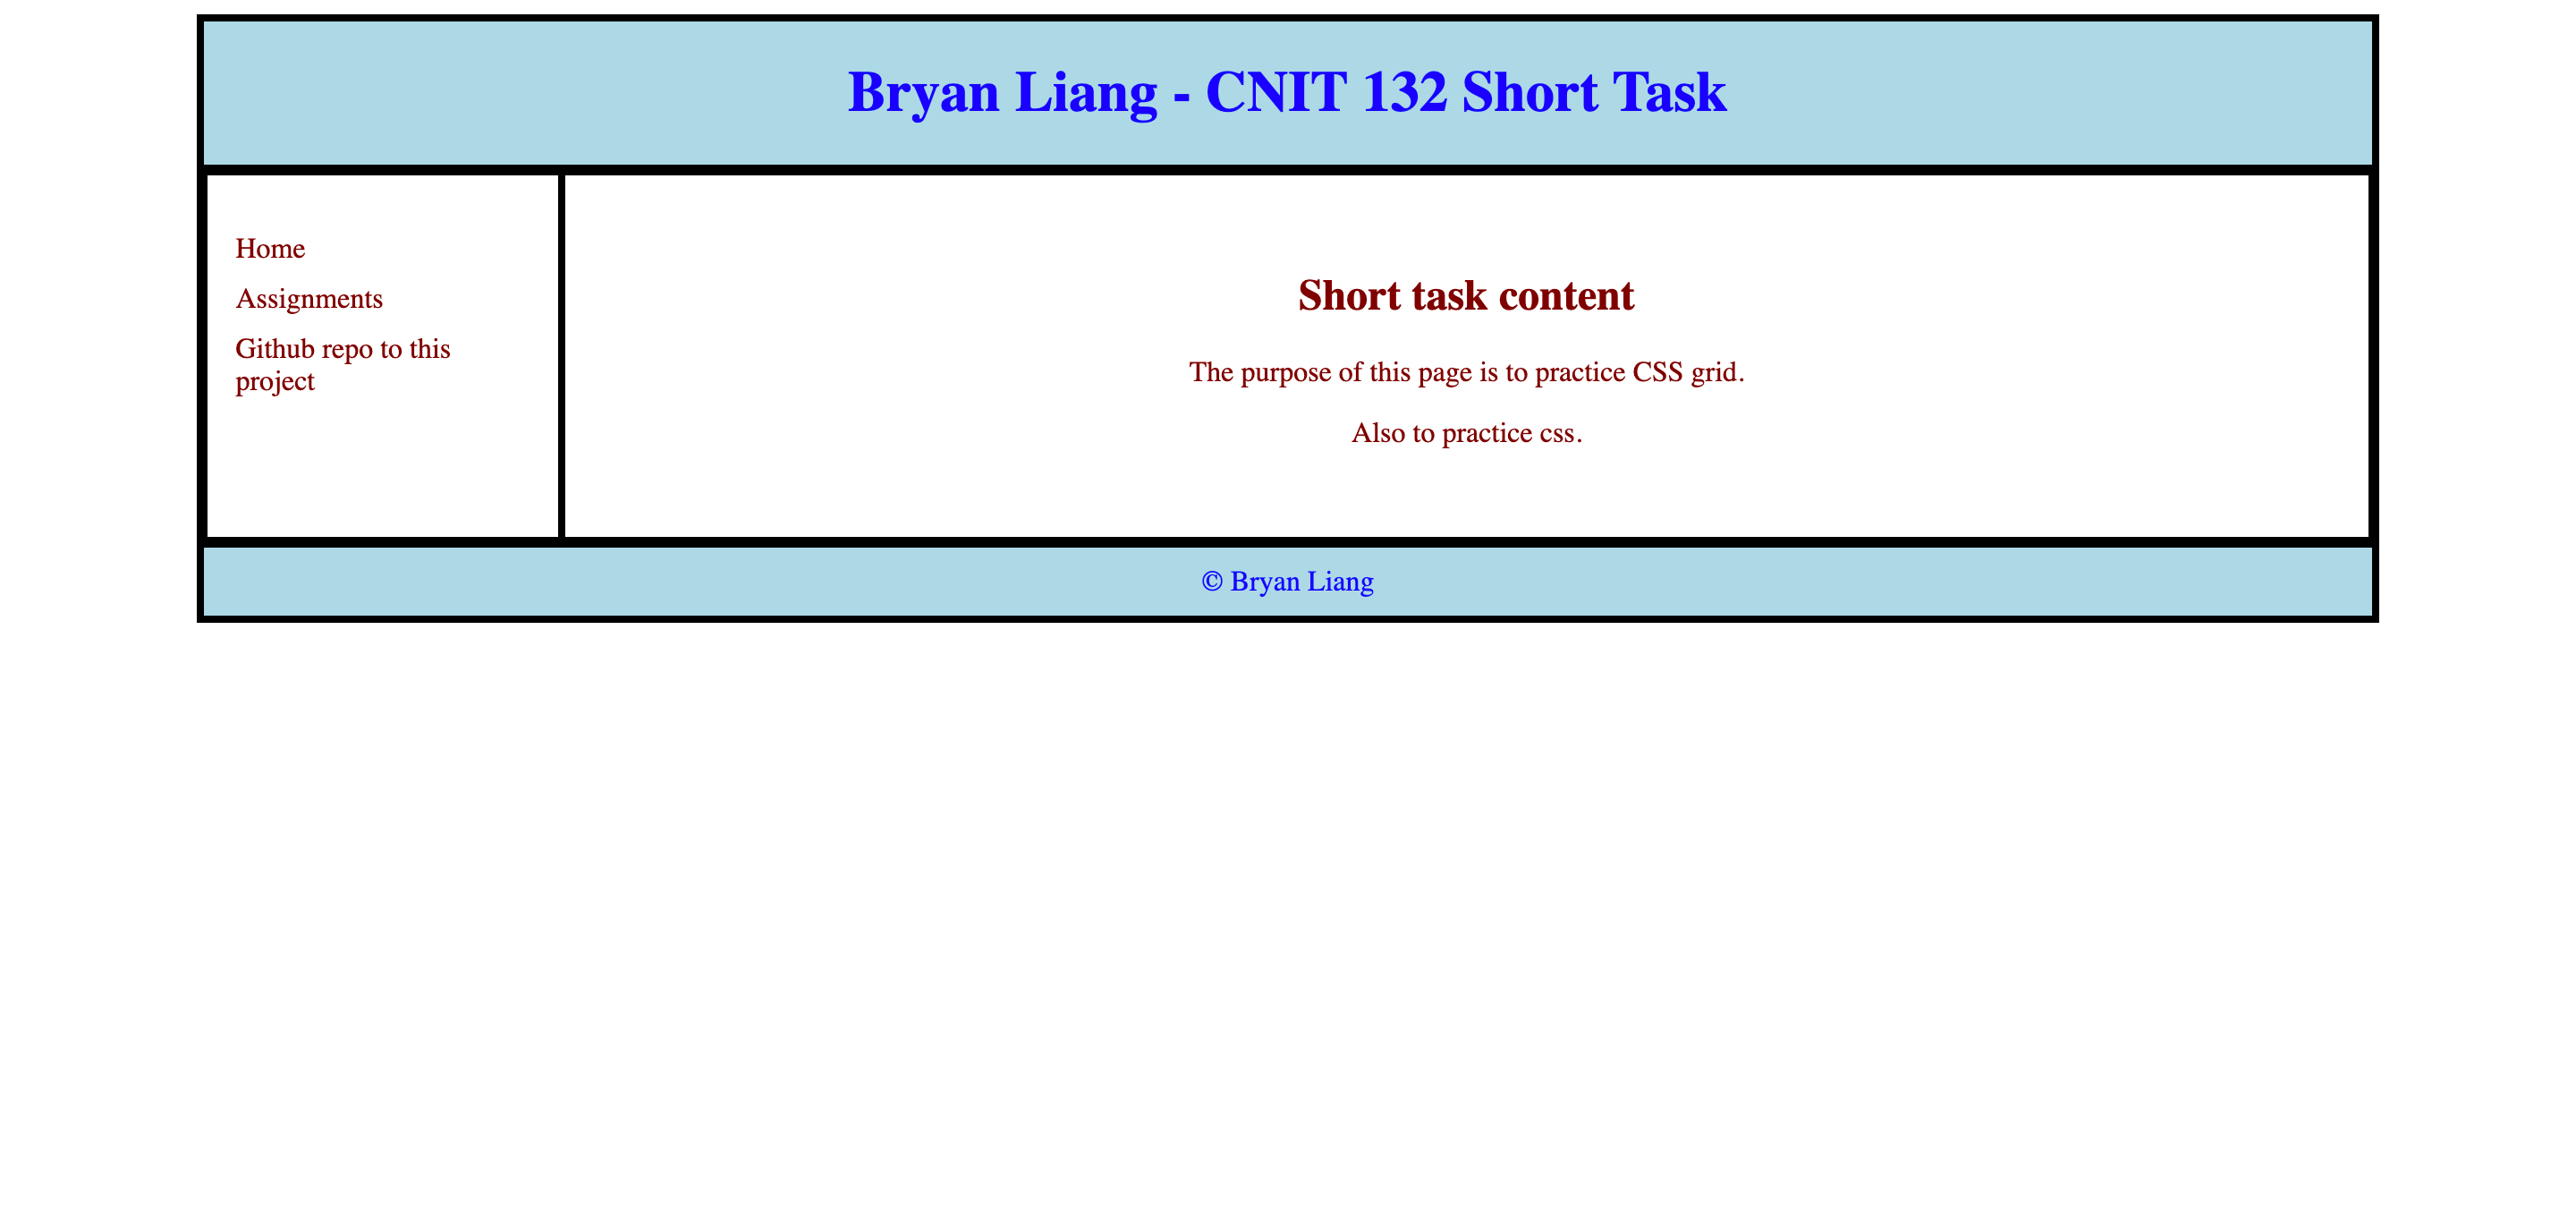 Bryan Liang - CNIT 132 Short Task
Home
Assignments
Github repo to this
project
Short task content
The purpose of this page is to practice CSS grid.
Also to practice css.
© Bryan Liang